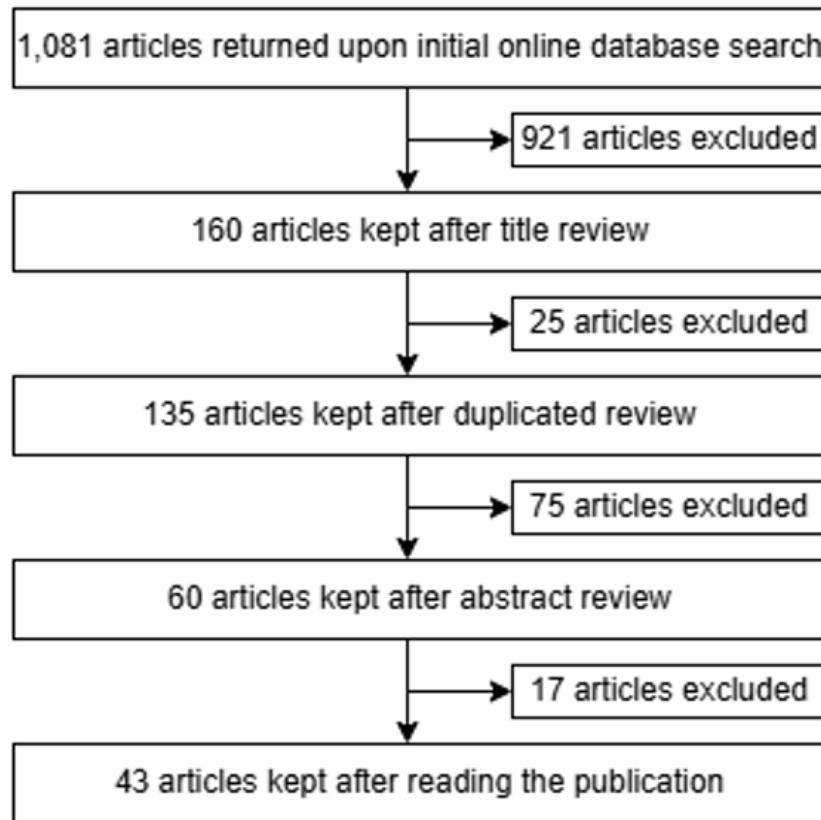 1,081 articles returned upon initial online database search
921 articles excluded
160 articles kept after title review
25 articles excluded
135 articles kept after duplicated review
75 articles excluded
60 articles kept after abstract review
17 articles excluded
43 articles kept after reading the publication